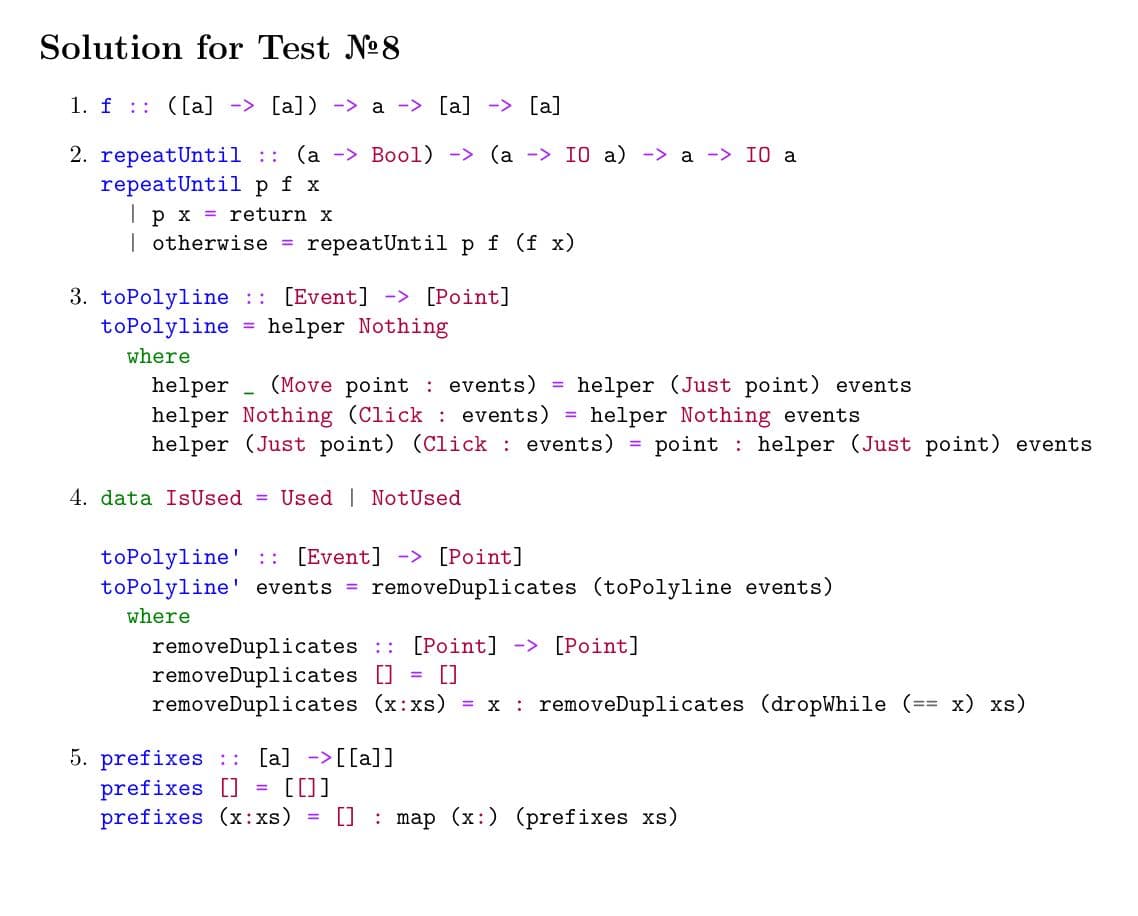 Solution for Test №8
1. f :: ([a] -> [a]) -> a -> [a] -> [a]
2. repeatUntil :: (a -> Bool) -> (a -> IO a) -> a -> IO a
repeatUntil p f x
| p x = return x
| otherwise = repeatUntil p f (f x)
3. toPolyline :: [Event] -> [Point]
toPolyline = helper Nothing
where
helper _ (Move point : events) = helper (Just point) events
helper Nothing (Click : events) = helper Nothing events
helper (Just point) (Click : events) = point : helper (Just point) events
4. data IsUsed = Used | NotUsed
toPolyline' :: [Event] -> [Point]
toPolyline' events = removeDuplicates (toPolyline events)
where
removeDuplicates :: [Point] -> [Point]
removeDuplicates [] = []
removeDuplicates (x:xs) = x : removeDuplicates (dropWhile (== x) xs)
5. prefixes :: [a] ->[[a]]
prefixes [] = [[]]
prefixes (x:xs) = [] : map (x:) (prefixes xs)